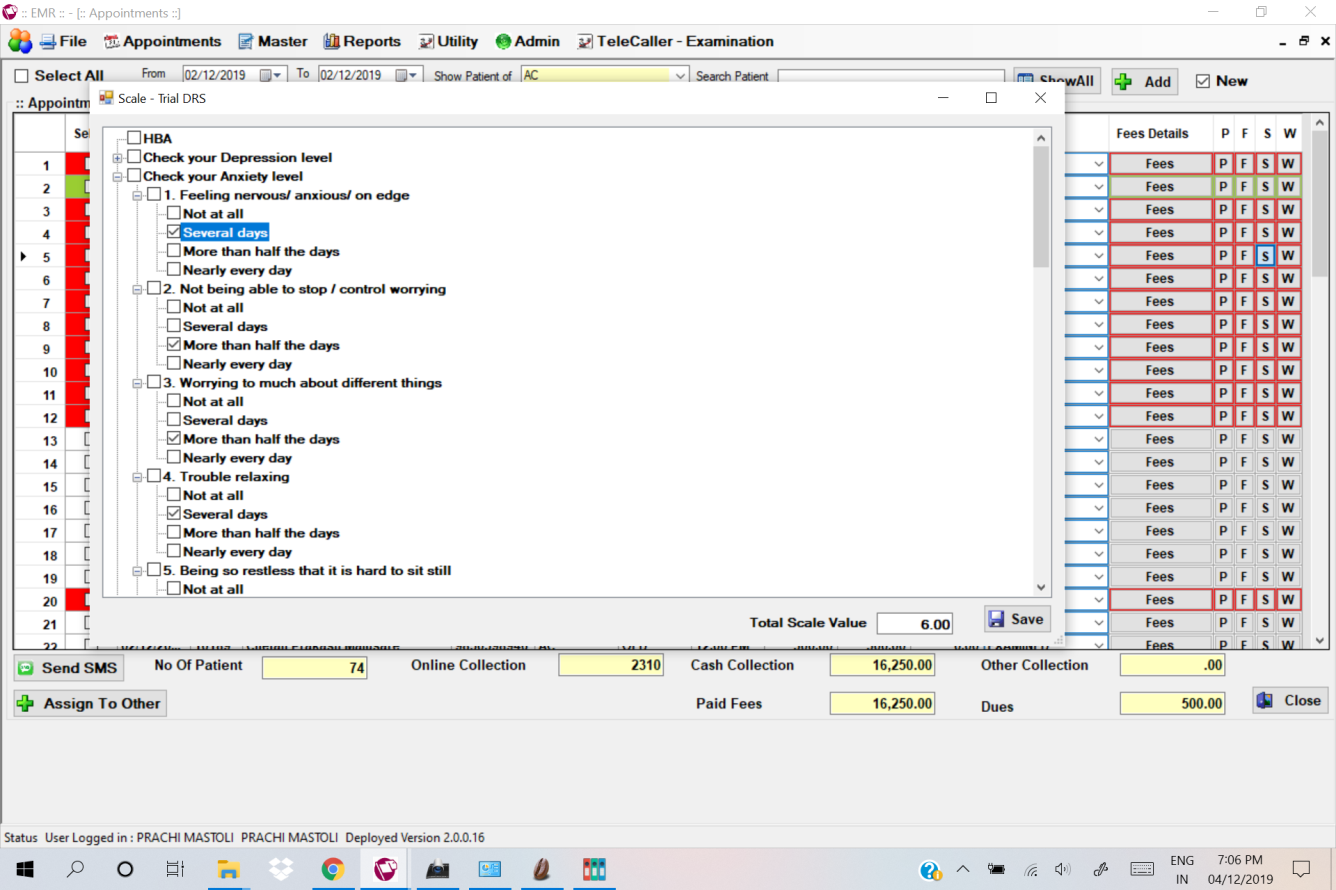 :: EMR :: - [:: Appointments ::]
File Appointments Master Reports Utility Admin TeleCaller - Examination
Select All From 02/12/2019 To 02/12/2019 Show Patient of AC Search Patient ShowAll Add New
:: Appointm
Scale - Trial DRS
Sel Fees Details P F S W
HBA
Check your Depression level
Check your Anxiety level
1. Feeling nervous/ anxious/ on edge
Not at all
Several days
More than half the days
Nearly every day
2. Not being able to stop / control worrying
Not at all
Several days
More than half the days
Nearly every day
3. Worrying to much about different things
Not at all
Several days
More than half the days
Nearly every day
4. Trouble relaxing
Not at all
Several days
More than half the days
Nearly every day
5. Being so restless that it is hard to sit still
Not at all
Total Scale Value 6.00 Save
1 Fees P F S W
2 Fees P F S W
3 Fees P F S W
4 Fees P F S W
5 Fees P F S W
6 Fees P F S W
7 Fees P F S W
8 Fees P F S W
9 Fees P F S W
10 Fees P F S W
11 Fees P F S W
12 Fees P F S W
13 Fees P F S W
14 Fees P F S W
15 Fees P F S W
16 Fees P F S W
17 Fees P F S W
18 Fees P F S W
19 Fees P F S W
20 Fees P F S W
21 Fees P F S W
22 Fees P F S W
Send SMS No Of Patient 74 Online Collection 2310 Cash Collection 16,250.00 Other Collection .00
Assign To Other Paid Fees 16,250.00 Dues 500.00 Close
Status User Logged in : PRACHI MASTOLI PRACHI MASTOLI Deployed Version 2.0.0.16
ENG
IN
7:06 PM
04/12/2019